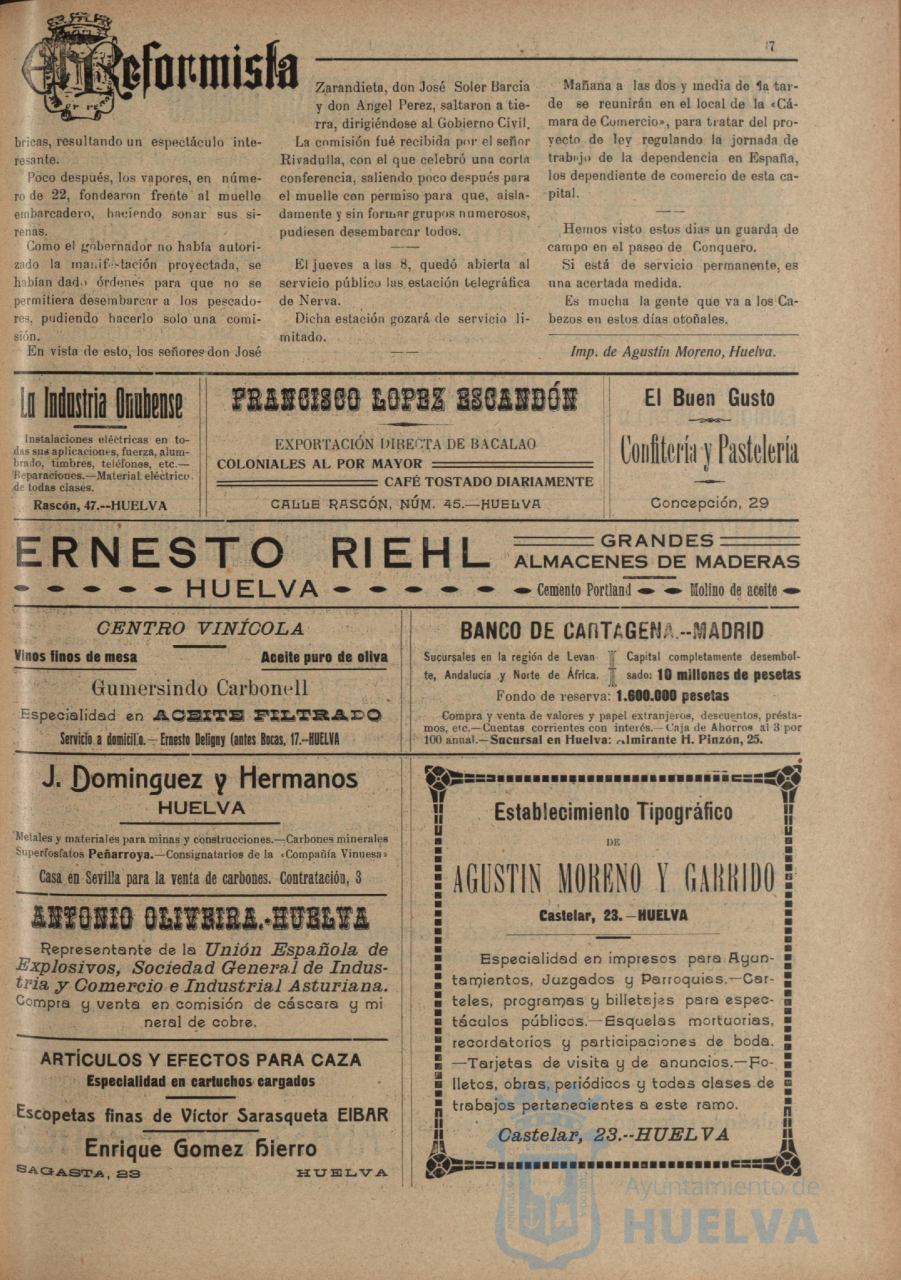 Reformista
7
bricas, resultando un espectáculo inte-
resante.
Poco después, los vapores, en núme-
ro de 22, fondearon frente al muelle
embarcadero, haciendo sonar sus si-
renas.
Como el gobernador no había autori-
zado la manifestación proyectada, se
habían dado órdenes para que no se
permitiera desembarcar a los pescado-
res, pudiendo hacerlo solo una comi-
sión.
En vista de esto, los señores don José
Zarandieta, don José Soler Barcia
y don Angel Perez, saltaron a tie-
rra, dirigiéndose al Gobierno Civil.
La comisión fué recibida por el señor
Rivadulla, con el que celebró una corta
conferencia, saliendo poco después para
el muelle con permiso para que, aisla-
damente y sin formar grupos numerosos,
pudiesen desembarcar todos.
El jueves a las 8, quedó abierta al
servicio público las estación telegráfica
de Nerva.
Dicha estación gozará de servicio li-
mitado.
Mañana a las dos y media de la tar-
de se reunirán en el local de la «Cá-
mara de Comercio», para tratar del pro-
yecto de ley regulando la jornada de
trabajo de la dependencia en España,
los dependiente de comercio de esta ca-
pital.
Hemos visto estos dias un guarda de
campo en el paseo de Conquero.
Si está de servicio permanente, es
una acertada medida.
Es mucha la gente que va a los Ca-
bezos en estos días otoñales.
Imp. de Agustín Moreno, Huelva.
La Industria Onubense
Instalaciones eléctricas en to-
das sus aplicaciones, fuerza, alum-
brado, timbres, teléfonos, etc.—
Reparaciones.—Material eléctrico
de todas clases.
Rascón, 47.--HUELVA
FRANCISCO LOPEZ ESCANDÓN
EXPORTACIÓN DIRECTA DE BACALAO
COLONIALES AL POR MAYOR
CAFÉ TOSTADO DIARIAMENTE
CALLE RASCÓN, NÚM. 45.—HUELVA
El Buen Gusto
Confitería y Pastelería
Concepción, 29
ERNESTO RIEHL
HUELVA
GRANDES
ALMACENES DE MADERAS
Cemento Portland Molino de aceite
CENTRO VINÍCOLA
Vinos finos de mesa Aceite puro de oliva
Gumersindo Carbonell
Especialidad en ACEITE FILTRADO
Servicio a domicilio.—Ernesto Deligny (antes Bocas, 17.--HUELVA
BANCO DE CARTAGENA.--MADRID
Sucursales en la región de Levan
te, Andalucía y Norte de África.
Capital completamente desembol-
sado: 10 millones de pesetas
Fondo de reserva: 1.600.000 pesetas
Compra y venta de valores y papel extranjeros, descuentos, présta-
mos, etc.—Cuentas corrientes con interés.—Caja de Ahorros al 3 por
100 anual.—Sucursal en Huelva: Almirante H. Pinzón, 25.
J. Dominguez y Hermanos
HUELVA
Metales y materiales para minas y construcciones.—Carbones minerales
Superfosfatos Peñarroya.—Consignatarios de la «Compañía Vinuesa»
Casa en Sevilla para la venta de carbones. Contratación, 3
ANTONIO OLIVEIRA.-HUELVA
Representante de la Unión Española de
Explosivos, Sociedad General de Indus-
tria y Comercio e Industrial Asturiana.
Compra y venta en comisión de cáscara y mi
neral de cobre.
ARTÍCULOS Y EFECTOS PARA CAZA
Especialidad en cartuchos cargados
Escopetas finas de Víctor Sarasqueta EIBAR
Enrique Gomez Hierro
SAGASTA, 23 HUELVA
Establecimiento Tipográfico
DE
AGUSTIN MORENO Y GARRIDO
Castelar, 23.—HUELVA
Especialidad en impresos para Ayun-
tamientos, Juzgados y Parroquias.—Car-
teles, programas y billetajes para espec-
táculos públicos.—Esquelas mortuorias,
recordatorios y participaciones de boda.
—Tarjetas de visita y de anuncios.—Fo-
lletos, obras, periódicos y todas clases de
trabajos pertenecientes a este ramo.
Castelar, 23.--HUELVA
Ayuntamiento de
HUELVA